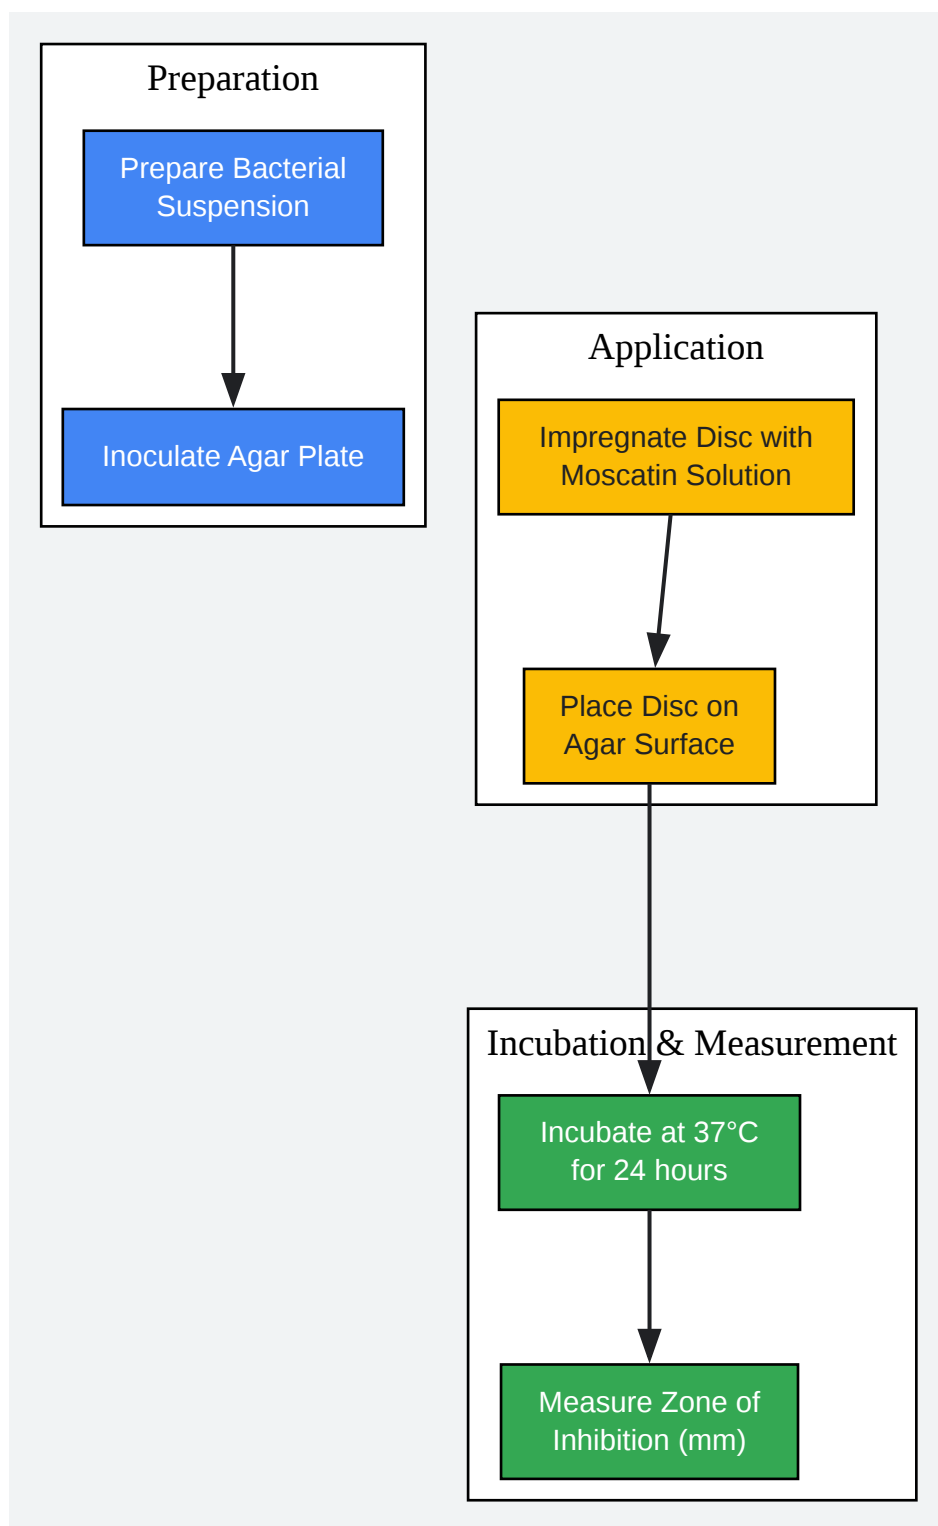 Preparation
Prepare Bacterial
Suspension
Inoculate Agar Plate
Application
Impregnate Disc with
Moscatin Solution
Place Disc on
Agar Surface
Incubation & Measurement
Incubate at 37°C
for 24 hours
Measure Zone of
Inhibition (mm)